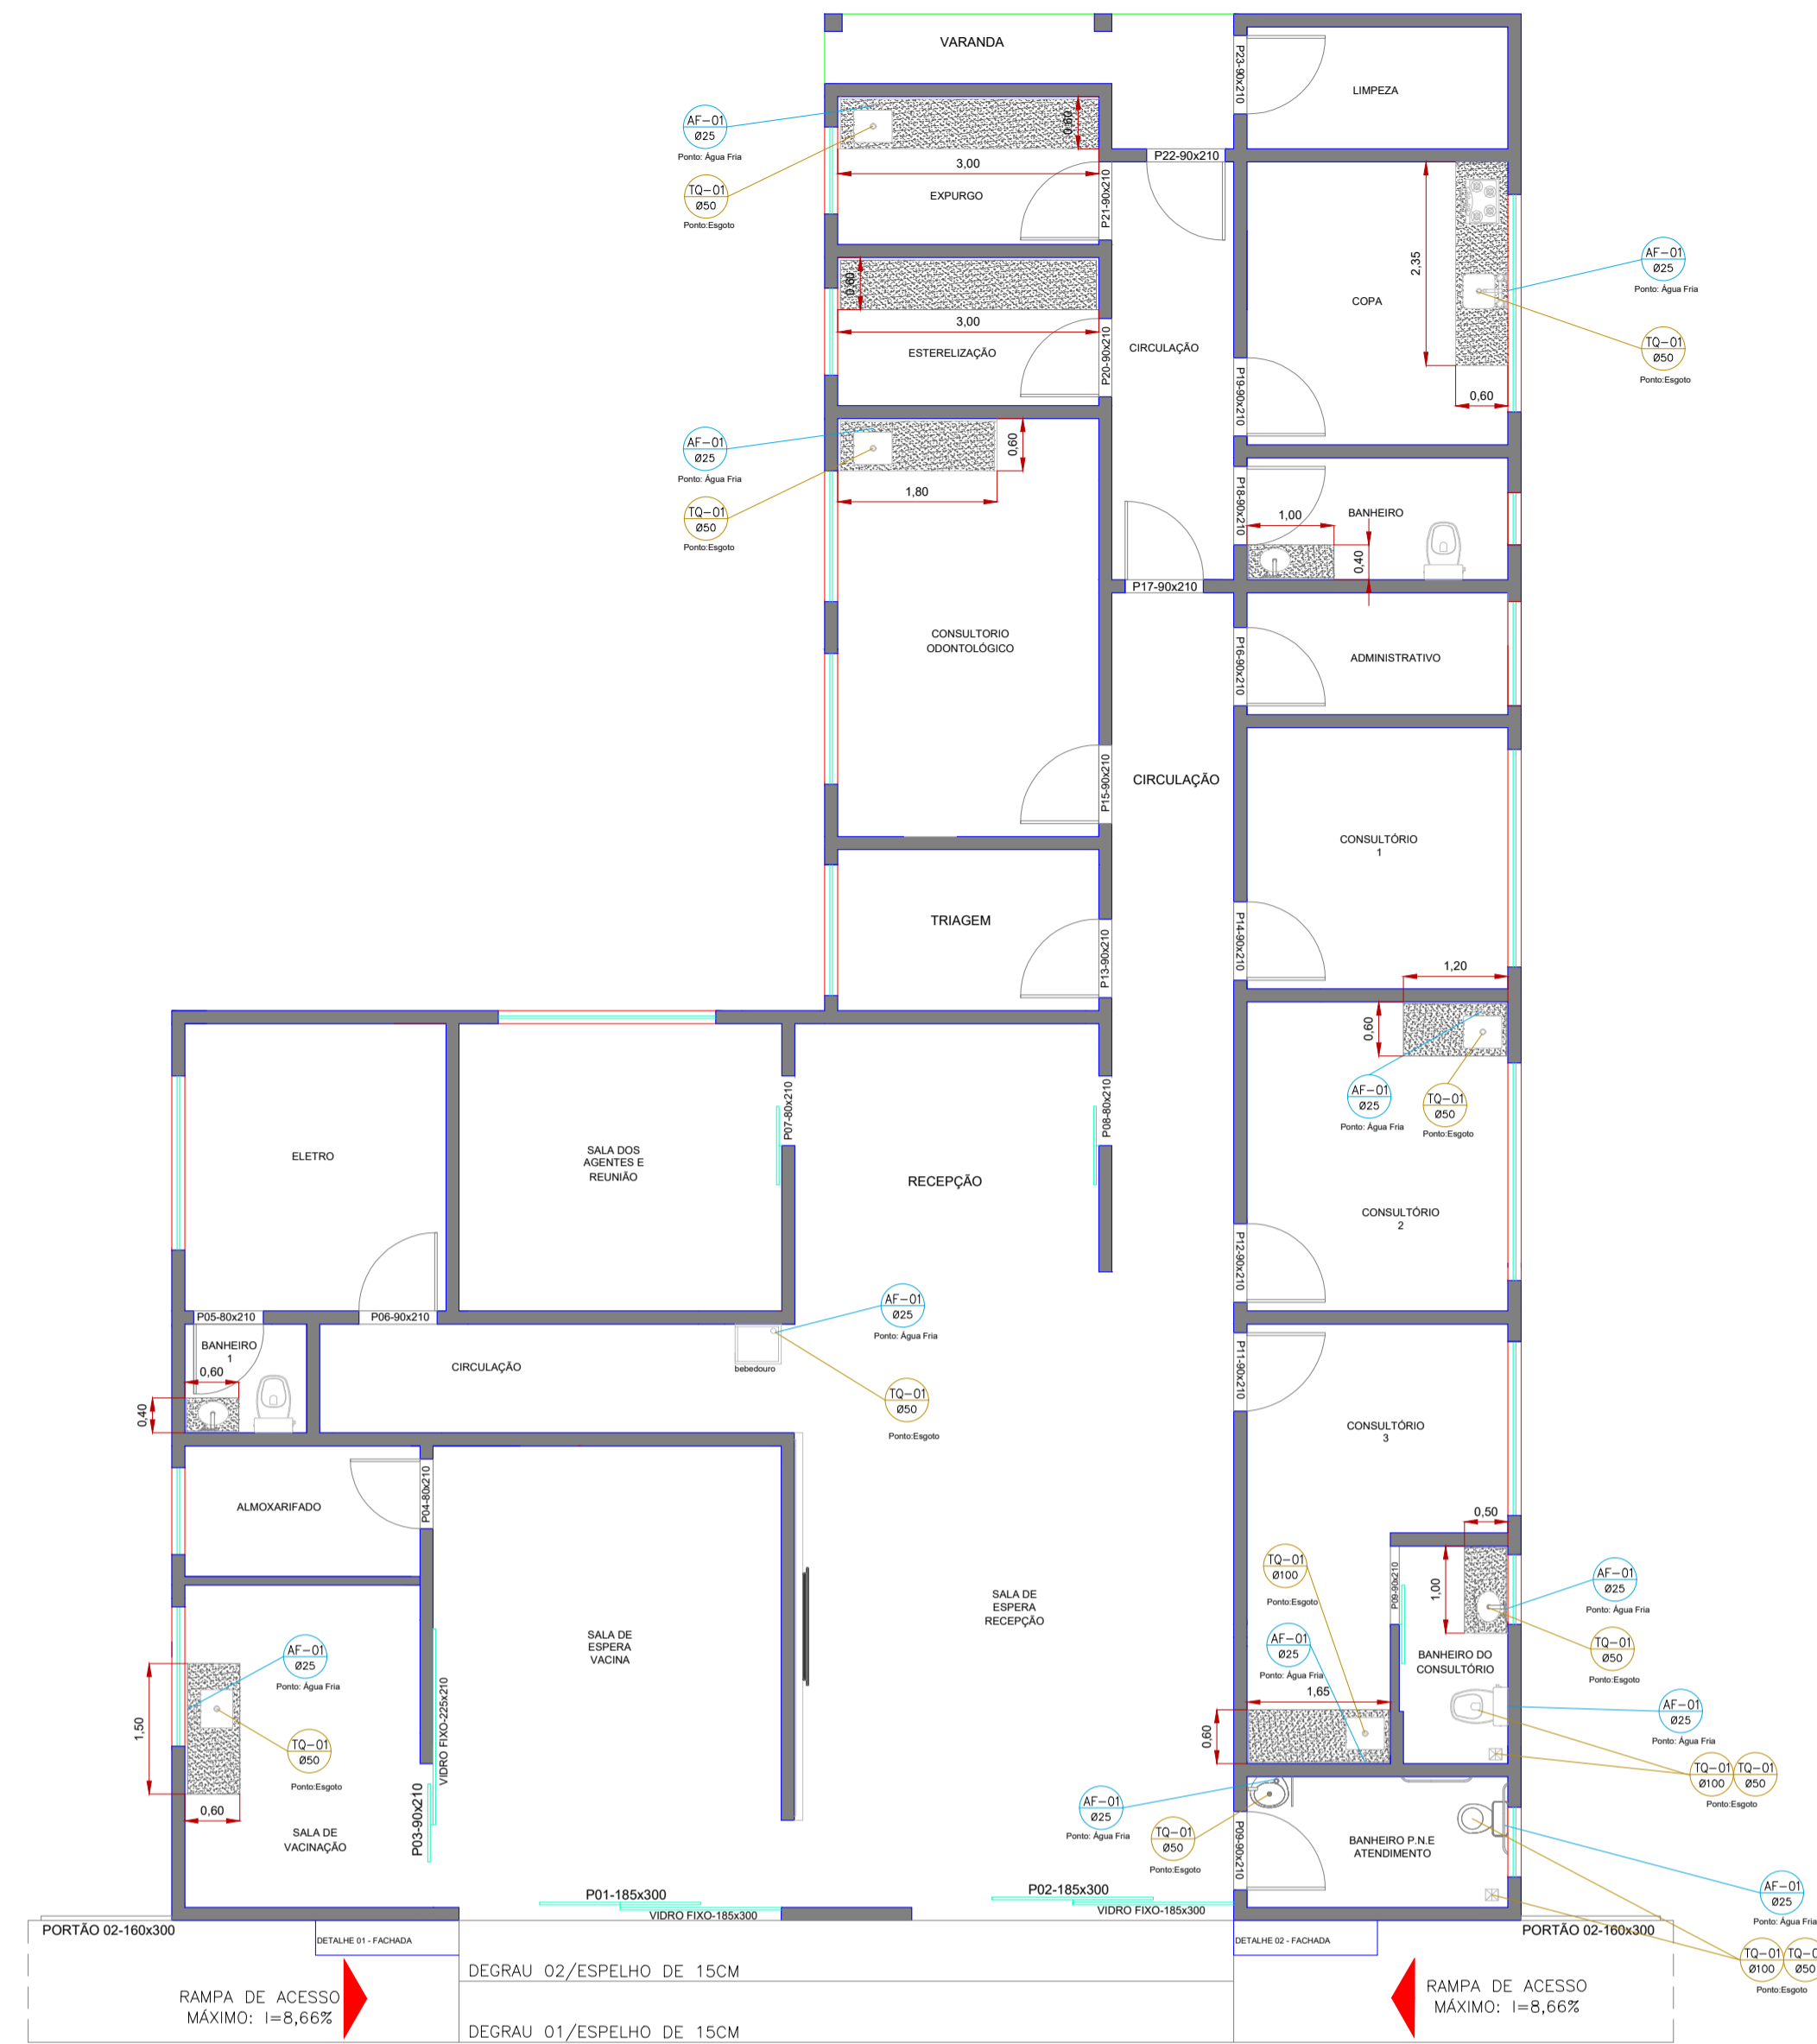 VARANDA
P23-90x210
LIMPEZA
AF-01
Ø25
Ponto: Água Fria
0,60
3,00
P22-90x210
TQ-01
Ø50
Ponto:Esgoto
EXPURGO
P21-90x210
2,35
AF-01
Ø25
Ponto: Água Fria
0,60
3,00
COPA
ESTERELIZAÇÃO
P20-90x210
CIRCULAÇÃO
TQ-01
Ø50
Ponto:Esgoto
P19-90x210
0,60
AF-01
Ø25
Ponto: Água Fria
0,60
1,80
TQ-01
Ø50
Ponto:Esgoto
P18-90x210
1,00
BANHEIRO
0,40
P17-90x210
CONSULTORIO
ODONTOLÓGICO
P16-90x210
ADMINISTRATIVO
P15-90x210
CIRCULAÇÃO
CONSULTÓRIO
1
TRIAGEM
P13-90x210
P14-90x210
1,20
0,60
AF-01
Ø25
Ponto: Água Fria
TQ-01
Ø50
Ponto:Esgoto
P07-80x210
P08-80x210
ELETRO
SALA DOS
AGENTES E
REUNIÃO
RECEPÇÃO
CONSULTÓRIO
2
P12-90x210
P05-80x210
P06-90x210
AF-01
Ø25
Ponto: Água Fria
BANHEIRO
1
0,60
0,40
CIRCULAÇÃO
bebedouro
P11-90x210
TQ-01
Ø50
Ponto:Esgoto
CONSULTÓRIO
3
ALMOXARIFADO
P04-80x210
0,50
TQ-01
Ø100
Ponto:Esgoto
P09-90x210
1,00
AF-01
Ø25
Ponto: Água Fria
SALA DE
ESPERA
RECEPÇÃO
SALA DE
ESPERA
VACINA
AF-01
Ø25
Ponto: Água Fria
AF-01
Ø25
Ponto: Água Fria
TQ-01
Ø50
Ponto:Esgoto
BANHEIRO DO
CONSULTÓRIO
1,65
0,60
1,50
VIDRO FIXO-225x210
AF-01
Ø25
Ponto: Água Fria
TQ-01
Ø50
Ponto:Esgoto
TQ-01
Ø100
TQ-01
Ø50
Ponto:Esgoto
0,60
P03-90x210
SALA DE
VACINAÇÃO
AF-01
Ø25
Ponto: Água Fria
TQ-01
Ø50
Ponto:Esgoto
P09-90x210
BANHEIRO P.N.E
ATENDIMENTO
P01-185x300
VIDRO FIXO-185x300
P02-185x300
VIDRO FIXO-185x300
AF-01
Ø25
Ponto: Água Fria
PORTÃO 02-160x300
DETALHE 01 - FACHADA
DETALHE 02 - FACHADA
PORTÃO 02-160x300
TQ-01
Ø100
TQ-0
Ø50
Ponto:Esgoto
DEGRAU 02/ESPELHO DE 15CM
RAMPA DE ACESSO
MÁXIMO: I=8,66%
RAMPA DE ACESSO
MÁXIMO: I=8,66%
DEGRAU 01/ESPELHO DE 15CM